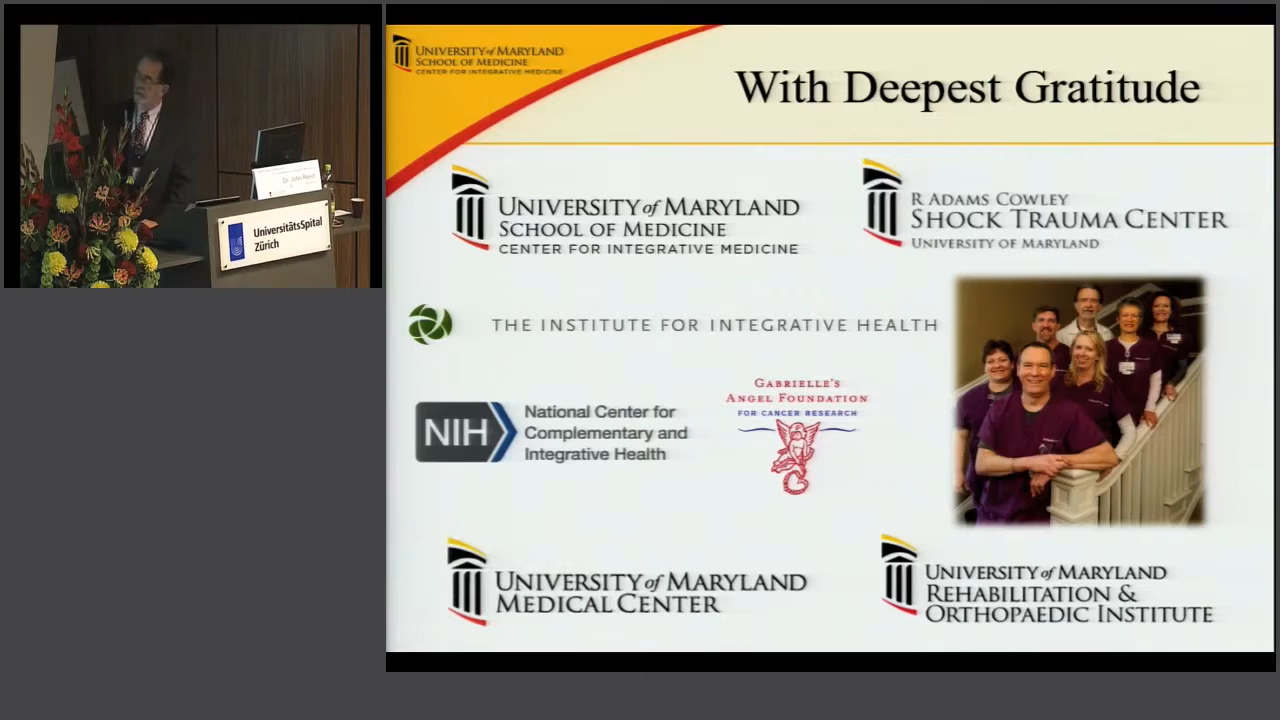 Dr. John Reed
UniversitätsSpital
Zürich
UNIVERSITY of MARYLAND
SCHOOL OF MEDICINE
CENTER FOR INTEGRATIVE MEDICINE
With Deepest Gratitude
UNIVERSITY of MARYLAND
SCHOOL OF MEDICINE
CENTER FOR INTEGRATIVE MEDICINE
R ADAMS COWLEY
SHOCK TRAUMA CENTER
UNIVERSITY OF MARYLAND
THE INSTITUTE FOR INTEGRATIVE HEALTH
GABRIELLE'S
ANGEL FOUNDATION
FOR CANCER RESEARCH
NIH
National Center for
Complementary and
Integrative Health
UNIVERSITY of MARYLAND
MEDICAL CENTER
UNIVERSITY of MARYLAND
REHABILITATION &
ORTHOPAEDIC INSTITUTE